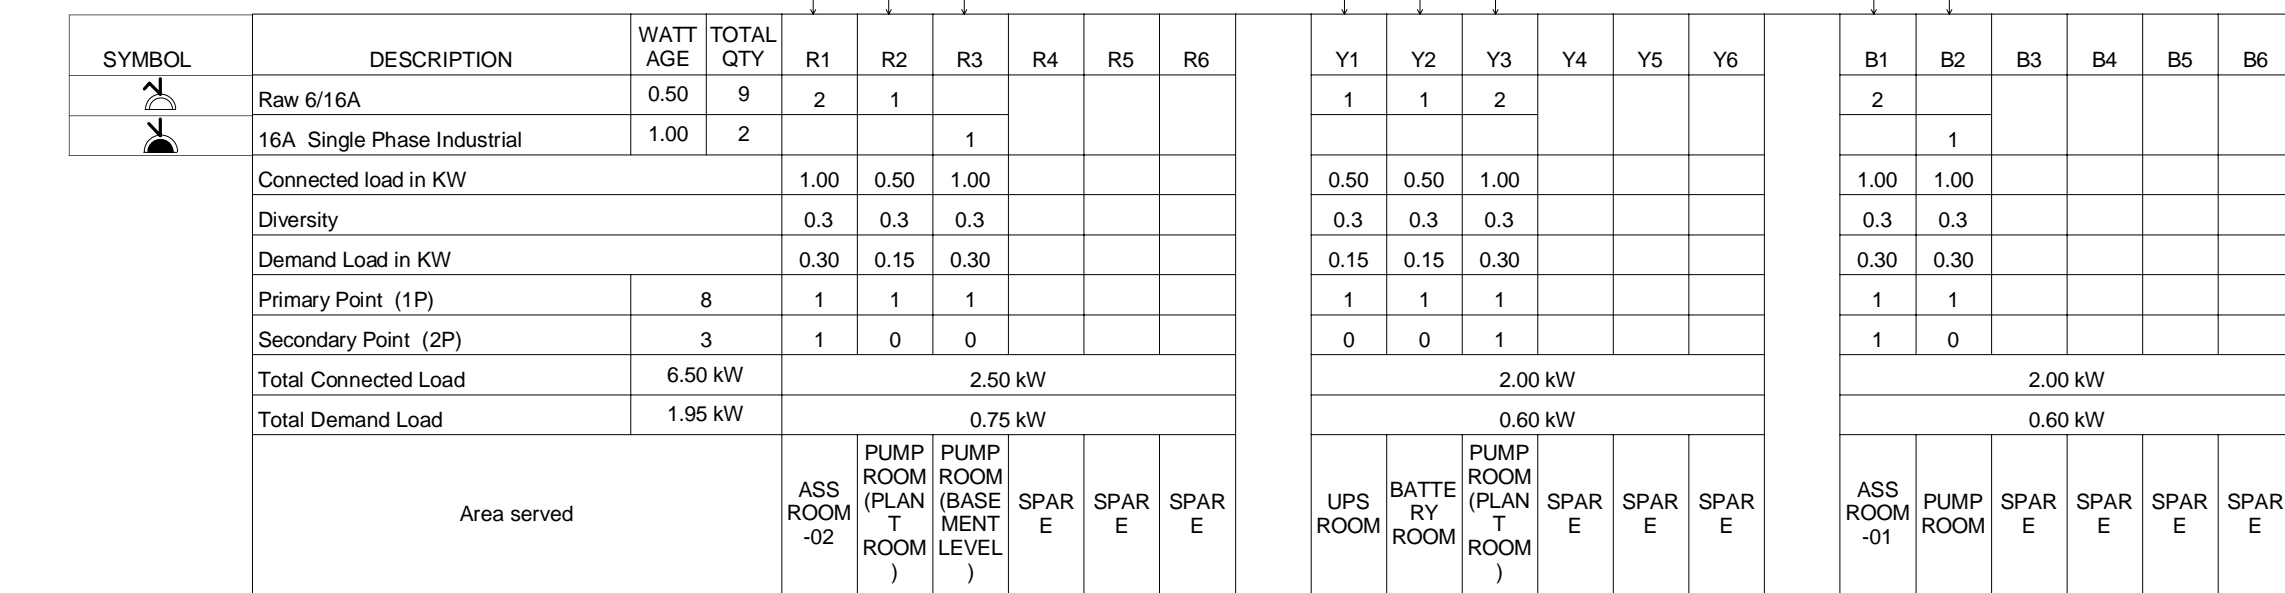 SYMBOL DESCRIPTION WATT AGE TOTAL QTY R1 R2 R3 R4 R5 R6 Y1 Y2 Y3 Y4 Y5 Y6 B1 B2 B3 B4 B5 B6
Raw 6/16A 0.50 9 2 1 1 1 2 2
16A Single Phase Industrial 1.00 2 1 1
Connected load in KW 1.00 0.50 1.00 0.50 0.50 1.00 1.00 1.00
Diversity 0.3 0.3 0.3 0.3 0.3 0.3 0.3 0.3
Demand Load in KW 0.30 0.15 0.30 0.15 0.15 0.30 0.30 0.30
Primary Point (1P) 8 1 1 1 1 1 1 1 1
Secondary Point (2P) 3 1 0 0 0 0 1 1 0
Total Connected Load 6.50 kW 2.50 kW 2.00 kW 2.00 kW
Total Demand Load 1.95 kW 0.75 kW 0.60 kW 0.60 kW
Area served
ASS
ROOM
-02
PUMP
ROOM
(PLAN
T
ROOM
)
PUMP
ROOM
(BASE
MENT
LEVEL
)
SPAR
E
SPAR
E
SPAR
E
UPS
ROOM
BATTE
RY
ROOM
PUMP
ROOM
(PLAN
T
ROOM
)
SPAR
E
SPAR
E
SPAR
E
ASS
ROOM
-01
PUMP
ROOM
SPAR
E
SPAR
E
SPAR
E
SPAR
E